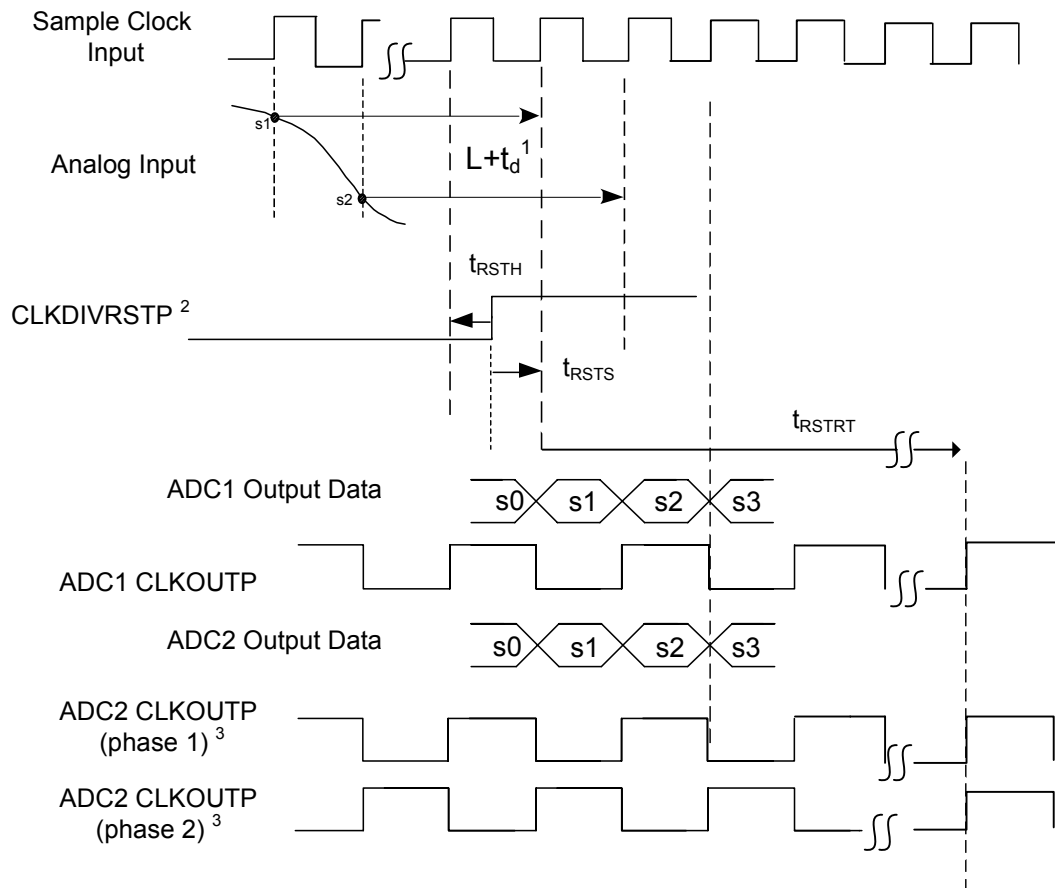 Sample Clock
Input
s1
L+td1
Analog Input
s2
tRSTH
CLKDIVRSTP 2
tRSTS
tRSTRT
ADC1 Output Data
s0 s1 s2 s3
ADC1 CLKOUTP
ADC2 Output Data
s0 s1 s2 s3
ADC2 CLKOUTP
(phase 1) 3
ADC2 CLKOUTP
(phase 2) 3